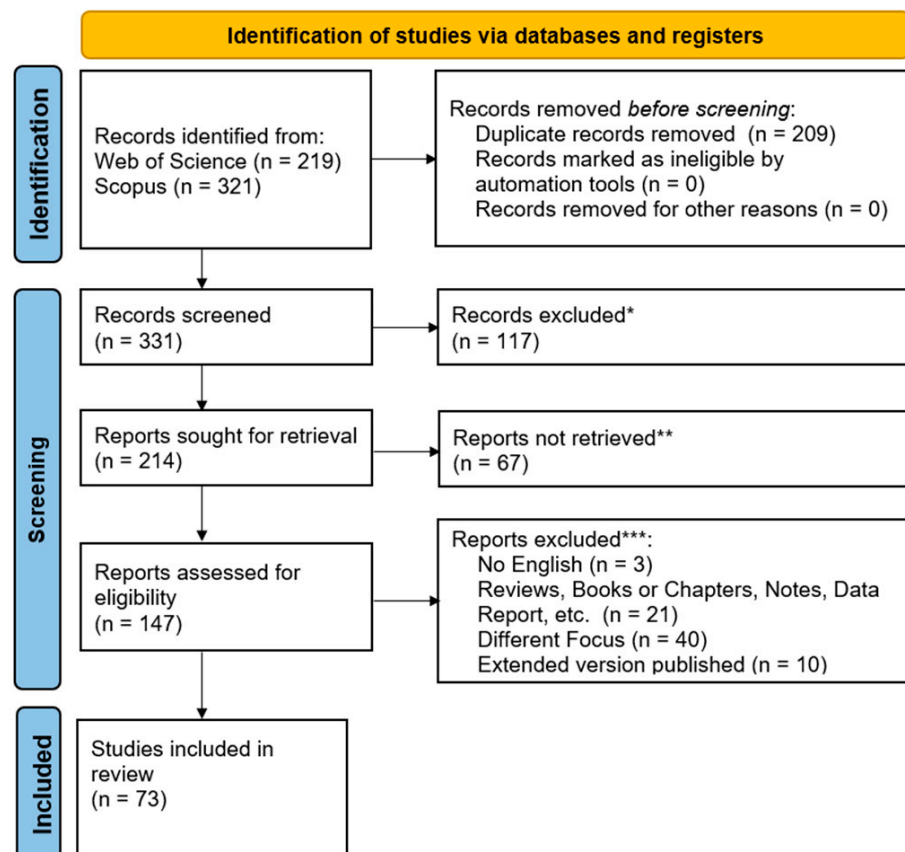 Identification of studies via databases and registers
Identification
Records identified from:
Web of Science (n = 219)
Scopus (n = 321)
Records removed before screening:
Duplicate records removed (n = 209)
Records marked as ineligible by
automation tools (n = 0)
Records removed for other reasons (n = 0)
Screening
Records screened
(n = 331)
Records excluded*
(n = 117)
Reports sought for retrieval
(n = 214)
Reports not retrieved**
(n = 67)
Reports assessed for
eligibility
(n = 147)
Reports excluded***:
No English (n = 3)
Reviews, Books or Chapters, Notes, Data
Report, etc. (n = 21)
Different Focus (n = 40)
Extended version published (n = 10)
Included
Studies included in
review
(n = 73)